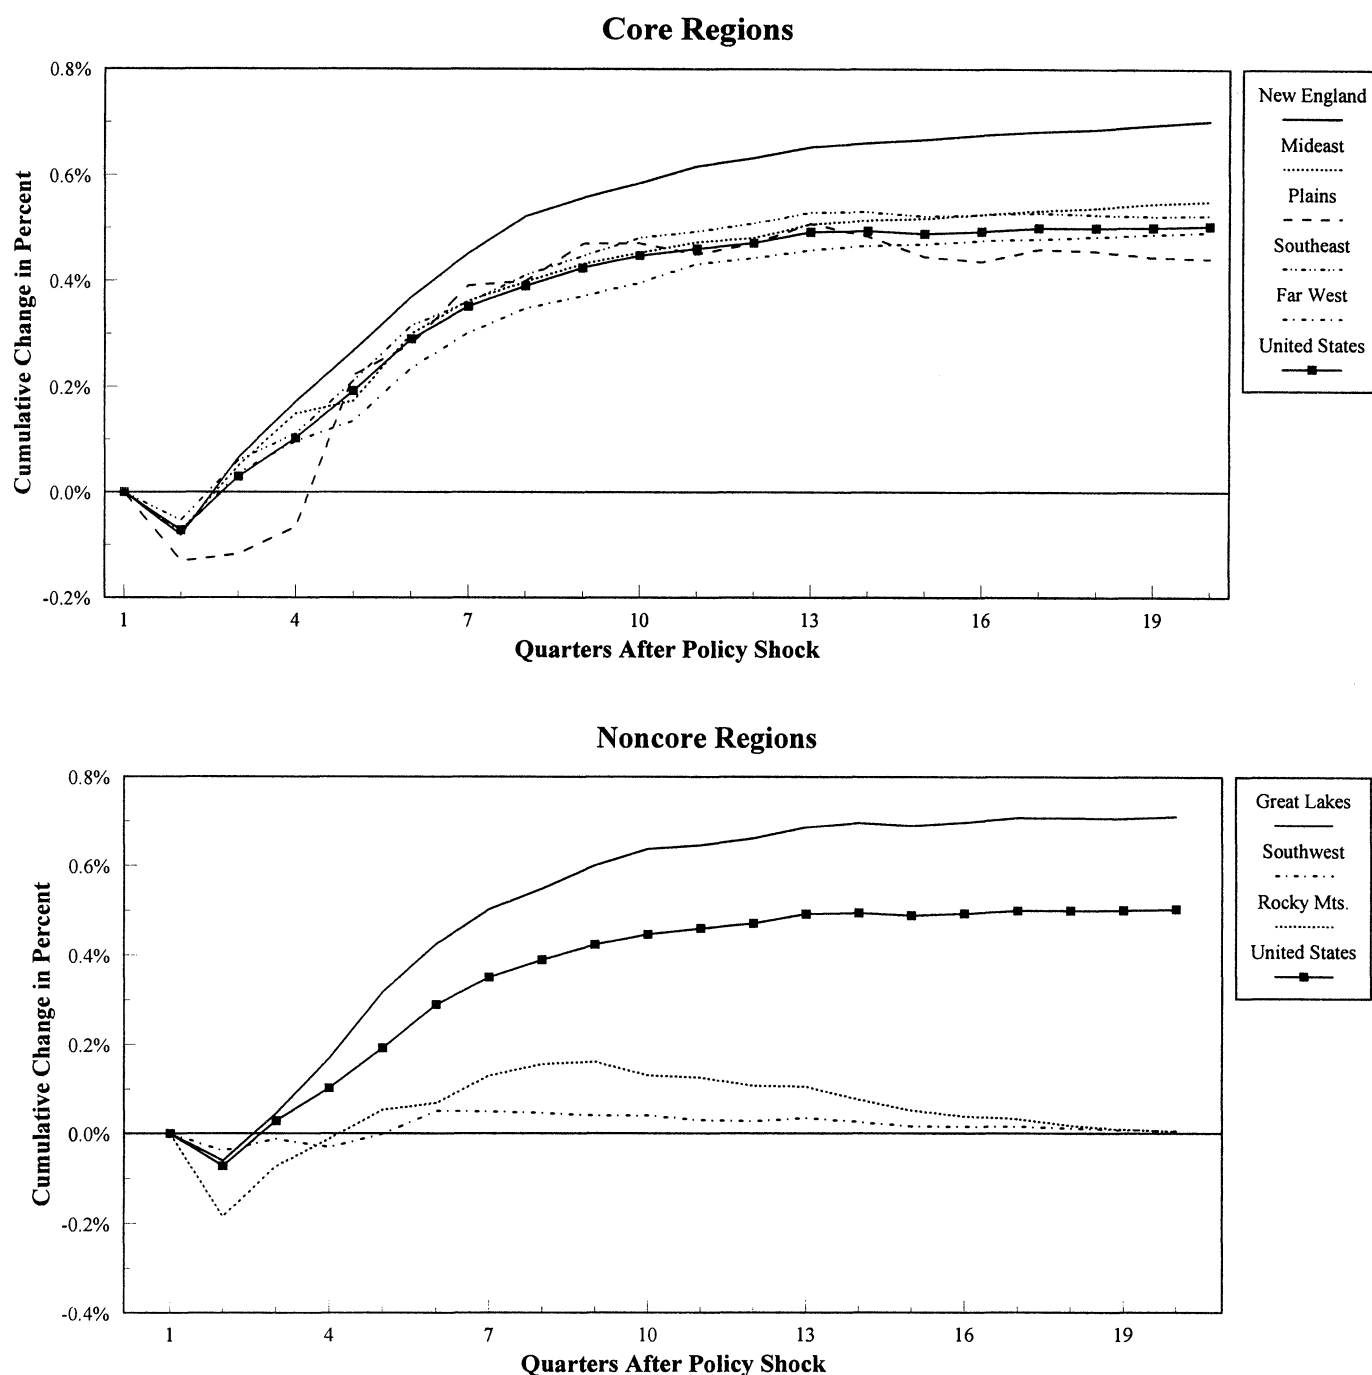 Core Regions
0.8%
0.6%
0.4%
0.2%
0.0%
-0.2%
Cumulative Change in Percent
1 4 7 10 13 16 19
Quarters After Policy Shock
New England
Mideast
Plains
Southeast
Far West
United States
Noncore Regions
0.8%
0.6%
0.4%
0.2%
0.0%
-0.2%
-0.4%
Cumulative Change in Percent
1 4 7 10 13 16 19
Quarters After Policy Shock
Great Lakes
Southwest
Rocky Mts.
United States